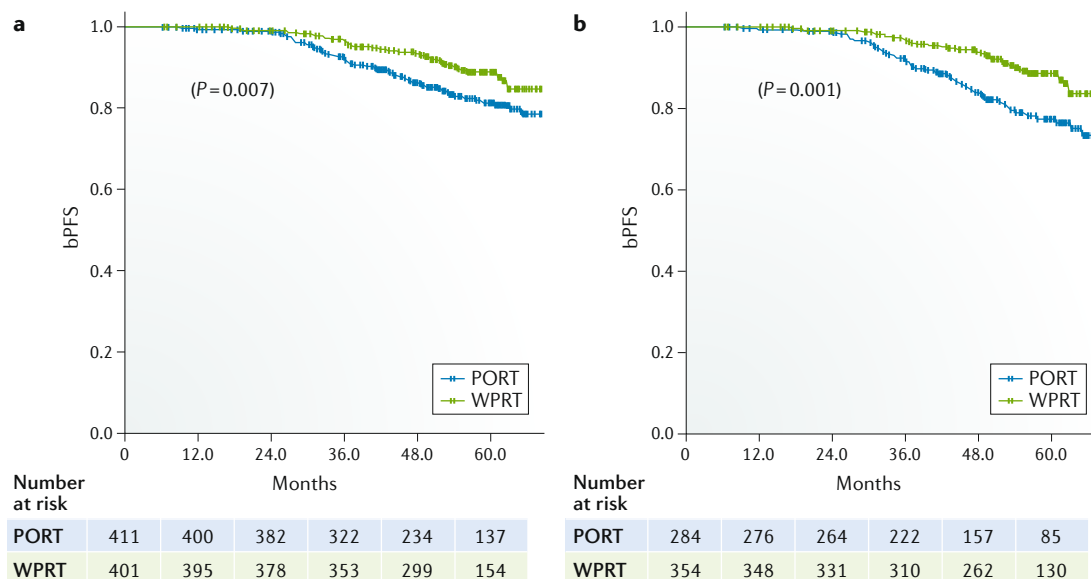 a
1.0
0.8
0.6
0.4
0.2
0.0
bPFS
(P = 0.007)
PORT
WPRT
0 12.0 24.0 36.0 48.0 60.0
Months
Number
at risk
PORT 411 400 382 322 234 137
WPRT 401 395 378 353 299 154
b
1.0
0.8
0.6
0.4
0.2
0.0
bPFS
(P = 0.001)
PORT
WPRT
0 12.0 24.0 36.0 48.0 60.0
Months
Number
at risk
PORT 284 276 264 222 157 85
WPRT 354 348 331 310 262 130